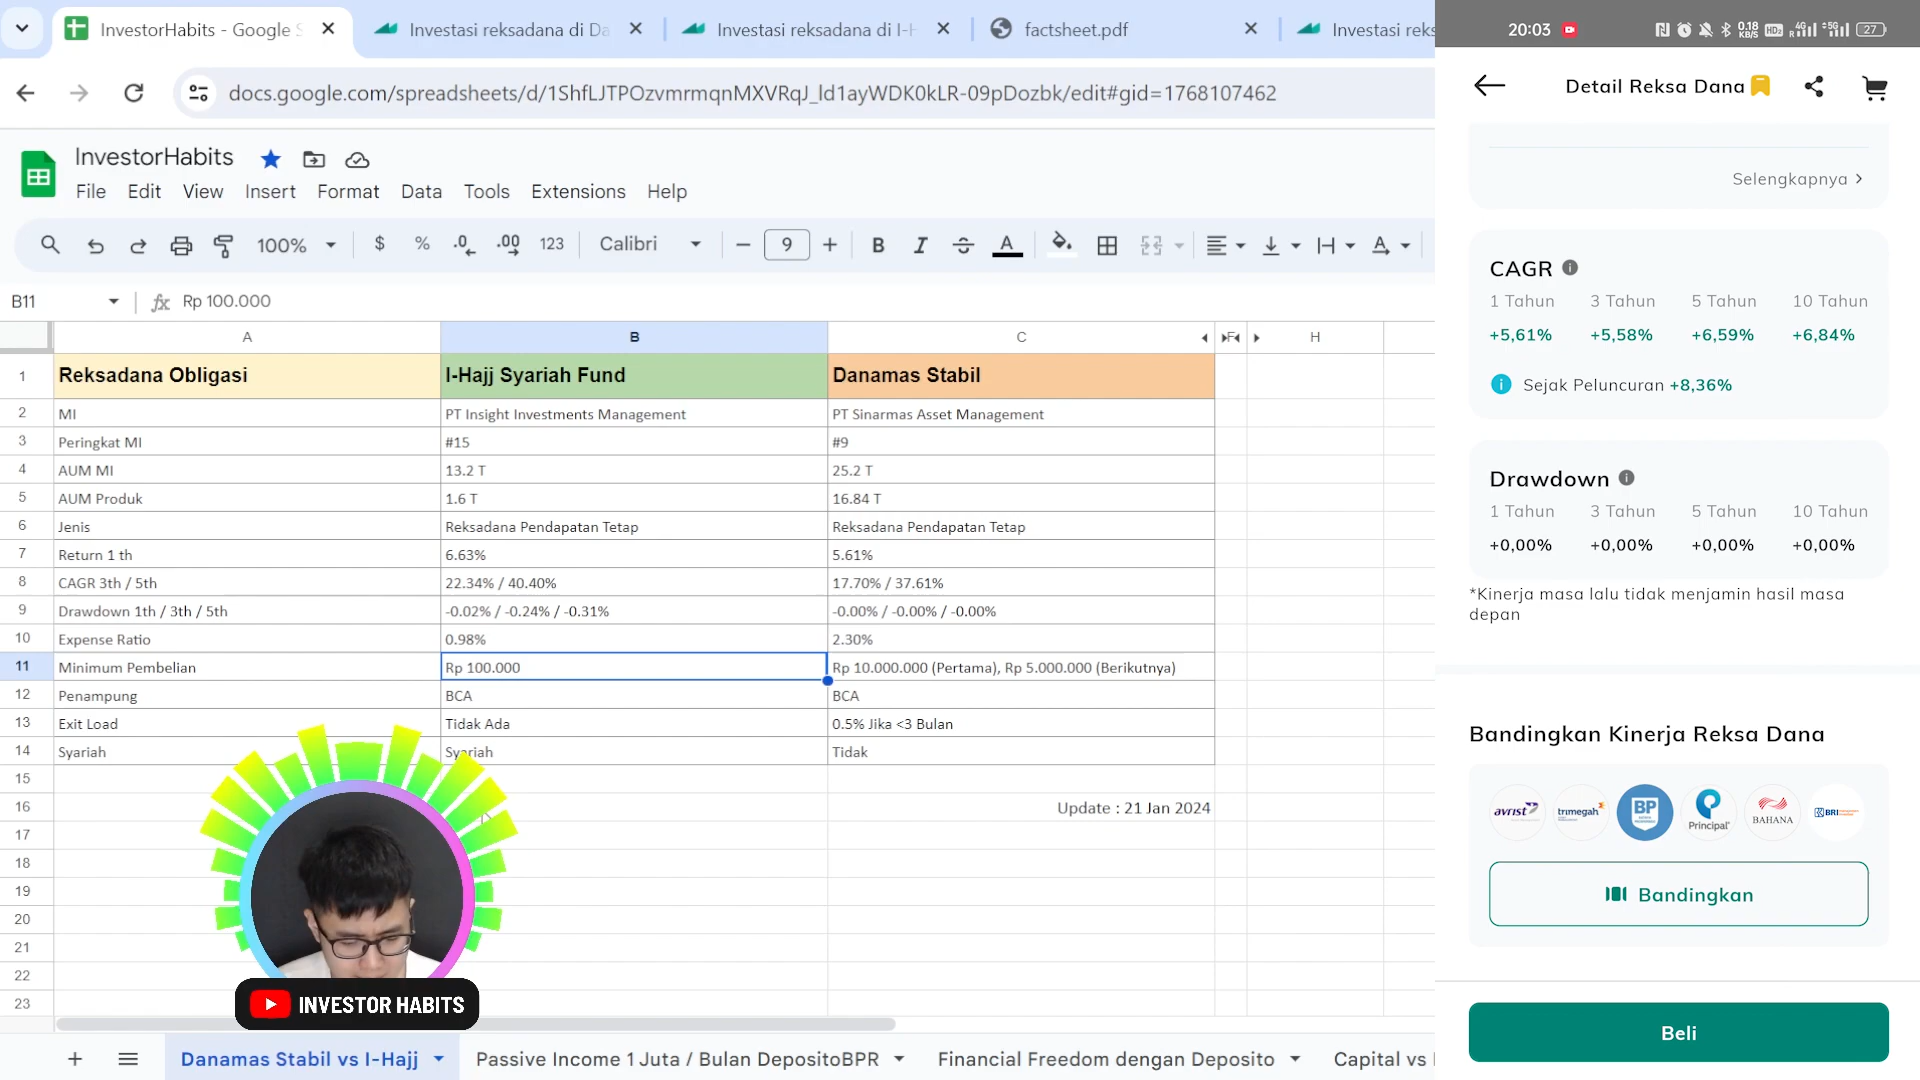 InvestorHabits - Google S
Investasi reksadana di Da
Investasi reksadana di I-H
factsheet.pdf
Investasi reks
docs.google.com/spreadsheets/d/1ShfLJTPOzvmrmqnMXVRqJ_ld1ayWDK0kLR-09pDozbk/edit#gid=1768107462
InvestorHabits
File Edit View Insert Format Data Tools Extensions Help
100% $ % .0 .00 123 Calibri 9 B I A
B11 fx Rp 100.000
A B C F H
1 Reksadana Obligasi I-Hajj Syariah Fund Danamas Stabil
2 MI PT Insight Investments Management PT Sinarmas Asset Management
3 Peringkat MI #15 #9
4 AUM MI 13.2 T 25.2 T
5 AUM Produk 1.6 T 16.84 T
6 Jenis Reksadana Pendapatan Tetap Reksadana Pendapatan Tetap
7 Return 1 th 6.63% 5.61%
8 CAGR 3th / 5th 22.34% / 40.40% 17.70% / 37.61%
9 Drawdown 1th / 3th / 5th -0.02% / -0.24% / -0.31% -0.00% / -0.00% / -0.00%
10 Expense Ratio 0.98% 2.30%
11 Minimum Pembelian Rp 100.000 Rp 10.000.000 (Pertama), Rp 5.000.000 (Berikutnya)
12 Penampung BCA BCA
13 Exit Load Tidak Ada 0.5% Jika <3 Bulan
14 Syariah Syariah Tidak
15
16 Update : 21 Jan 2024
17
18
19
20
21
22
23
INVESTOR HABITS
Danamas Stabil vs I-Hajj
Passive Income 1 Juta / Bulan DepositoBPR
Financial Freedom dengan Deposito
Capital vs
20:03 0.18 KB/S HD2 4G 5G 27
Detail Reksa Dana
Selengkapnya
CAGR
1 Tahun 3 Tahun 5 Tahun 10 Tahun
+5,61% +5,58% +6,59% +6,84%
Sejak Peluncuran +8,36%
Drawdown
1 Tahun 3 Tahun 5 Tahun 10 Tahun
+0,00% +0,00% +0,00% +0,00%
*Kinerja masa lalu tidak menjamin hasil masa
depan
Bandingkan Kinerja Reksa Dana
avrist trimegah BP Principal BAHANA BRI
Bandingkan
Beli